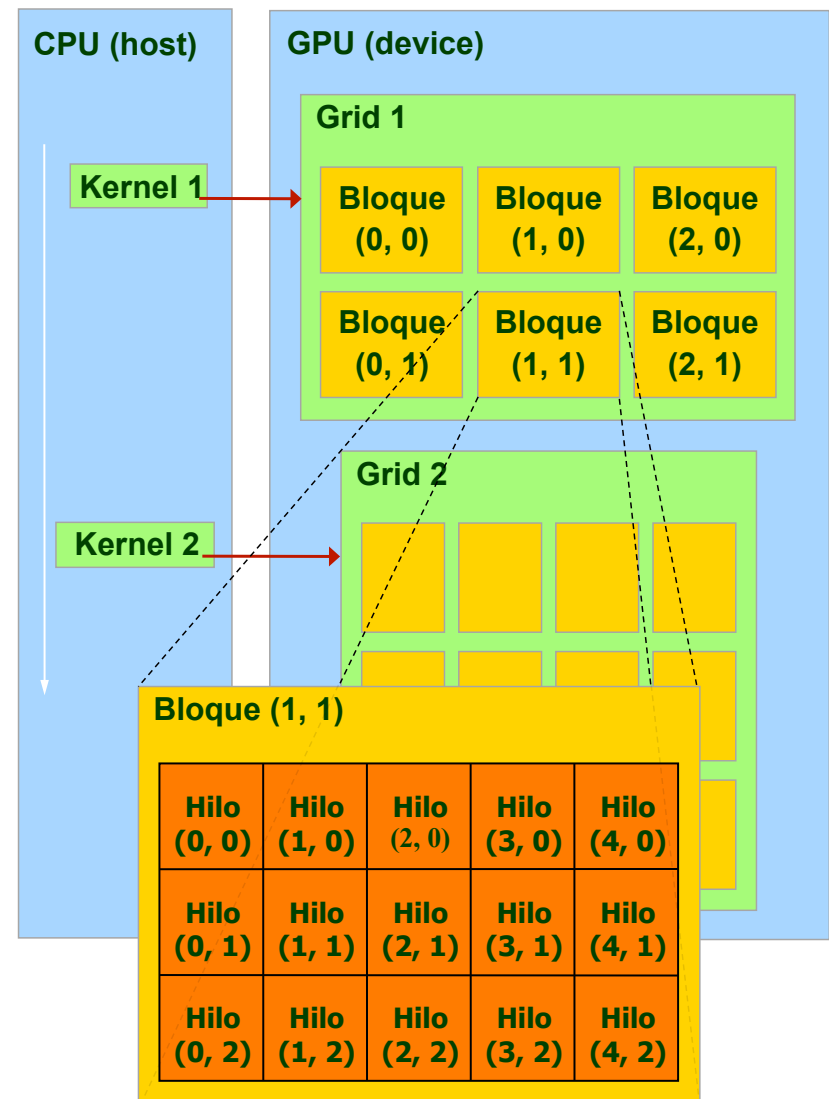 CPU (host)
GPU (device)
Grid 1
Kernel 1
Bloque
(0, 0)
Bloque
(1, 0)
Bloque
(2, 0)
Bloque
(0, 1)
Bloque
(1, 1)
Bloque
(2, 1)
Grid 2
Kernel 2
Bloque (1, 1)
Hilo
(0, 0)
Hilo
(1, 0)
Hilo
(2, 0)
Hilo
(3, 0)
Hilo
(4, 0)
Hilo
(0, 1)
Hilo
(1, 1)
Hilo
(2, 1)
Hilo
(3, 1)
Hilo
(4, 1)
Hilo
(0, 2)
Hilo
(1, 2)
Hilo
(2, 2)
Hilo
(3, 2)
Hilo
(4, 2)